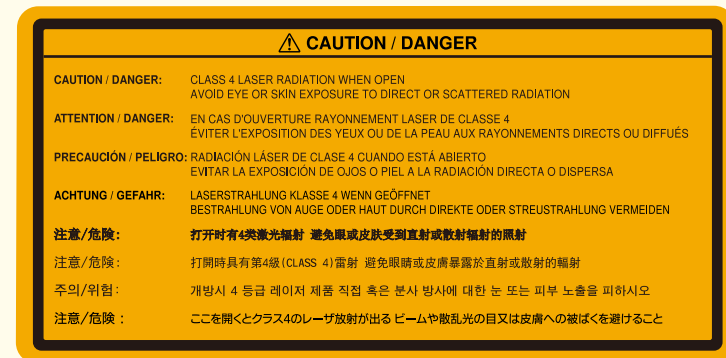 ⚠ CAUTION / DANGER
CAUTION / DANGER: CLASS 4 LASER RADIATION WHEN OPEN
AVOID EYE OR SKIN EXPOSURE TO DIRECT OR SCATTERED RADIATION
ATTENTION / DANGER: EN CAS D'OUVERTURE RAYONNEMENT LASER DE CLASSE 4
ÉVITER L'EXPOSITION DES YEUX OU DE LA PEAU AUX RAYONNEMENTS DIRECTS OU DIFFUÉS
PRECAUCIÓN / PELIGRO: RADIACIÓN LÁSER DE CLASE 4 CUANDO ESTÁ ABIERTO
EVITAR LA EXPOSICIÓN DE OJOS O PIEL A LA RADIACIÓN DIRECTA O DISPERSA
ACHTUNG / GEFAHR: LASERSTRAHLUNG KLASSE 4 WENN GEÖFFNET
BESTRAHLUNG VON AUGE ODER HAUT DURCH DIREKTE ODER STREUSTRAHLUNG VERMEIDEN
注意/危险: 打开时有4类激光辐射 避免眼或皮肤受到直射或散射辐射的照射
注意/危険: 打開時具有第4級(CLASS 4)雷射 避免眼睛或皮膚暴露於直射或散射的輻射
주의/위험: 개방시 4 등급 레이저 제품 직접 혹은 분사 방사에 대한 눈 또는 피부 노출을 피하시오
注意/危険 : ここを開くとクラス4のレーザ放射が出る ビームや散乱光の目又は皮膚への被ばくを避けること